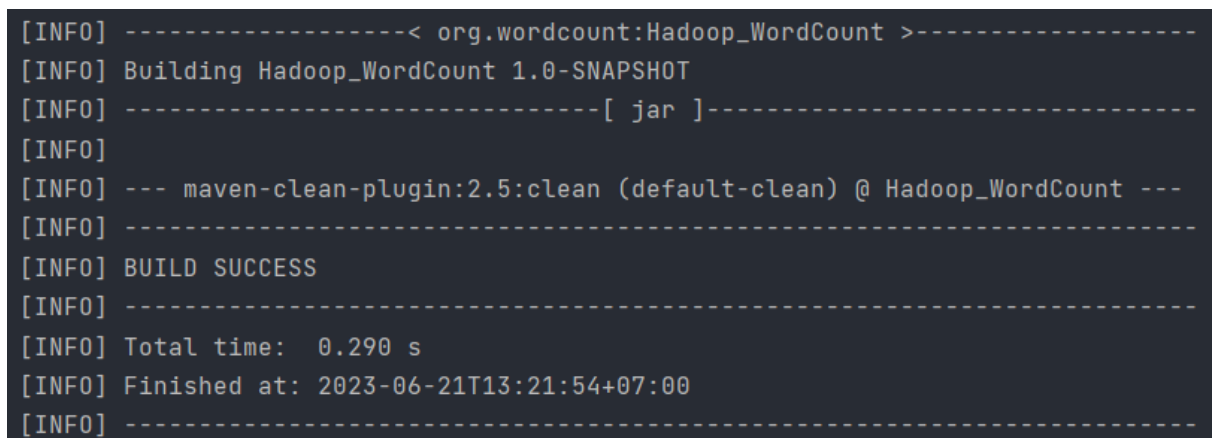 [INFO] -------------------< org.wordcount:Hadoop_WordCount >-------------------
[INFO] Building Hadoop_WordCount 1.0-SNAPSHOT
[INFO] --------------------------------[ jar ]---------------------------------
[INFO]
[INFO] --- maven-clean-plugin:2.5:clean (default-clean) @ Hadoop_WordCount ---
[INFO] ------------------------------------------------------------------------
[INFO] BUILD SUCCESS
[INFO] ------------------------------------------------------------------------
[INFO] Total time:  0.290 s
[INFO] Finished at: 2023-06-21T13:21:54+07:00
[INFO] ------------------------------------------------------------------------